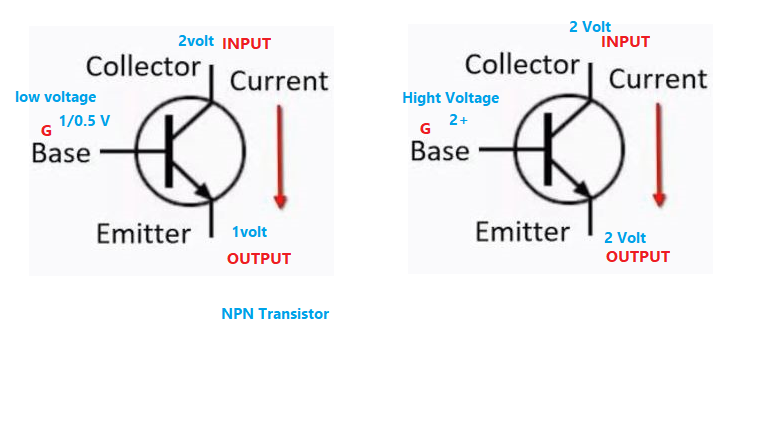 2volt INPUT
Collector
Current
low voltage
1/0.5 V
G
Base
Emitter
1volt
OUTPUT
2 Volt
INPUT
Collector
Current
Hight Voltage
2+
G
Base
Emitter
2 Volt
OUTPUT
NPN Transistor